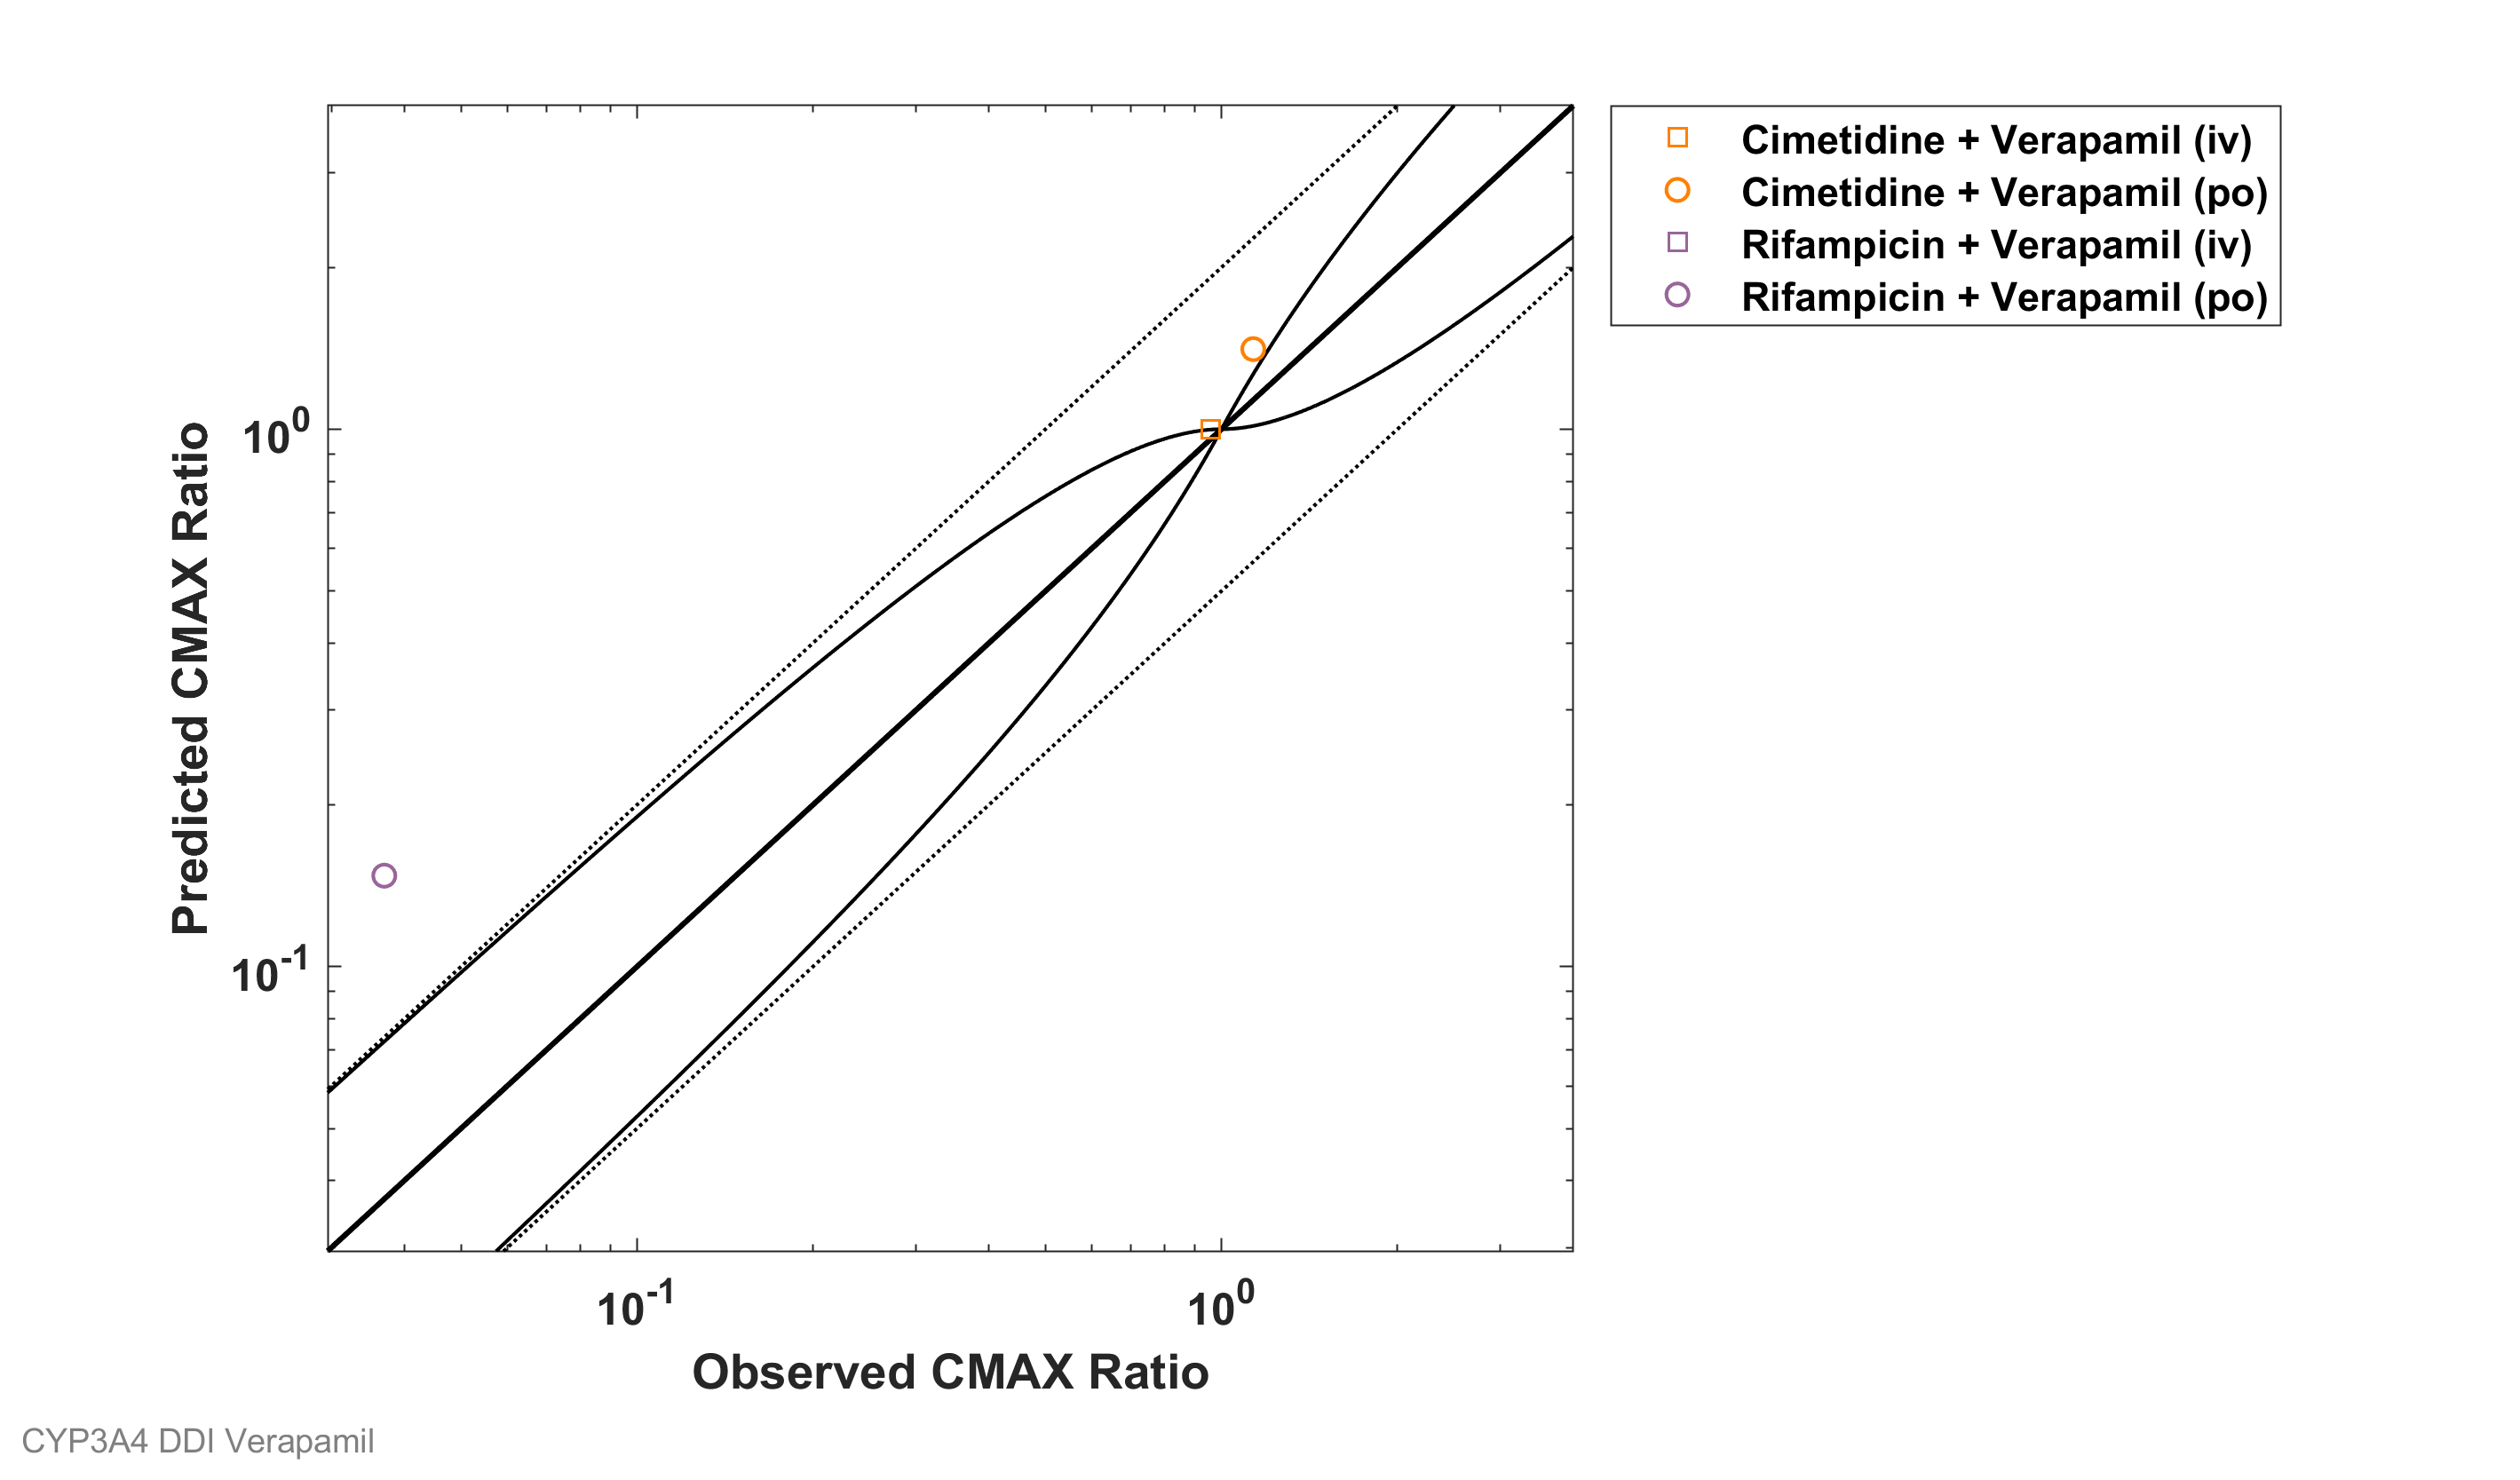 Cimetidine + Verapamil (iv)
Cimetidine + Verapamil (po)
Rifampicin + Verapamil (iv)
Rifampicin + Verapamil (po)
Predicted CMAX Ratio
10^0
10^-1
10^-1
10^0
Observed CMAX Ratio
CYP3A4 DDI Verapamil